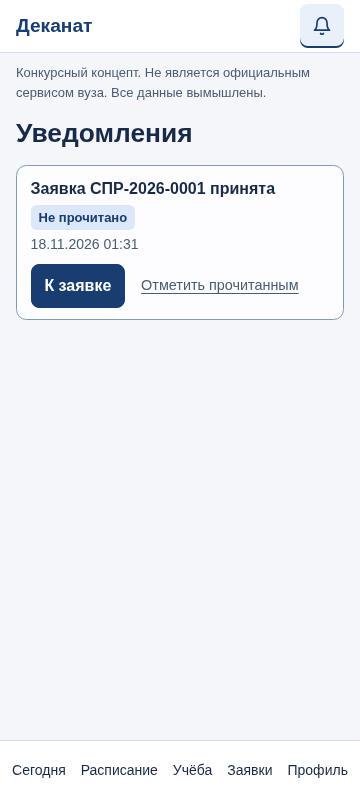 Деканат
Конкурсный концепт. Не является официальным
сервисом вуза. Все данные вымышлены.
Уведомления
Заявка СПР-2026-0001 принята
Не прочитано
18.11.2026 01:31
К заявке Отметить прочитанным
Сегодня Расписание Учёба Заявки Профиль